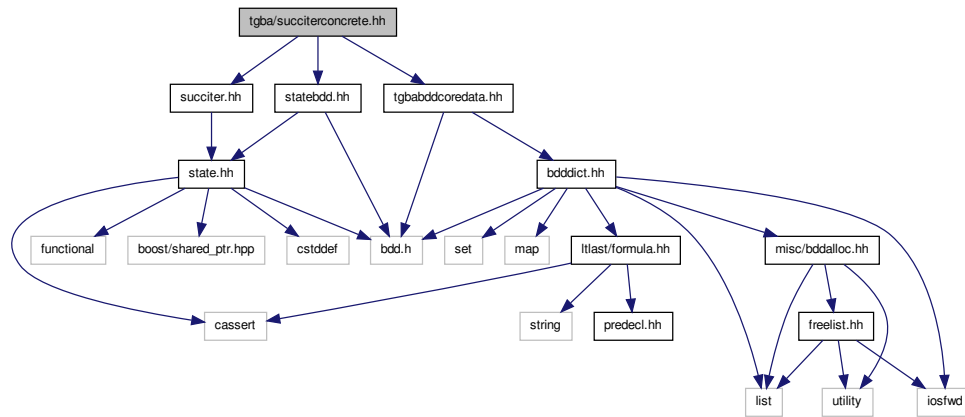 tgba/succiterconcrete.hh
succiter.hh
statebdd.hh
tgbabddcoredata.hh
state.hh
bdddict.hh
functional
boost/shared_ptr.hpp
cstddef
bdd.h
set
map
ltlast/formula.hh
misc/bddalloc.hh
cassert
string
predecl.hh
freelist.hh
list
utility
iosfwd